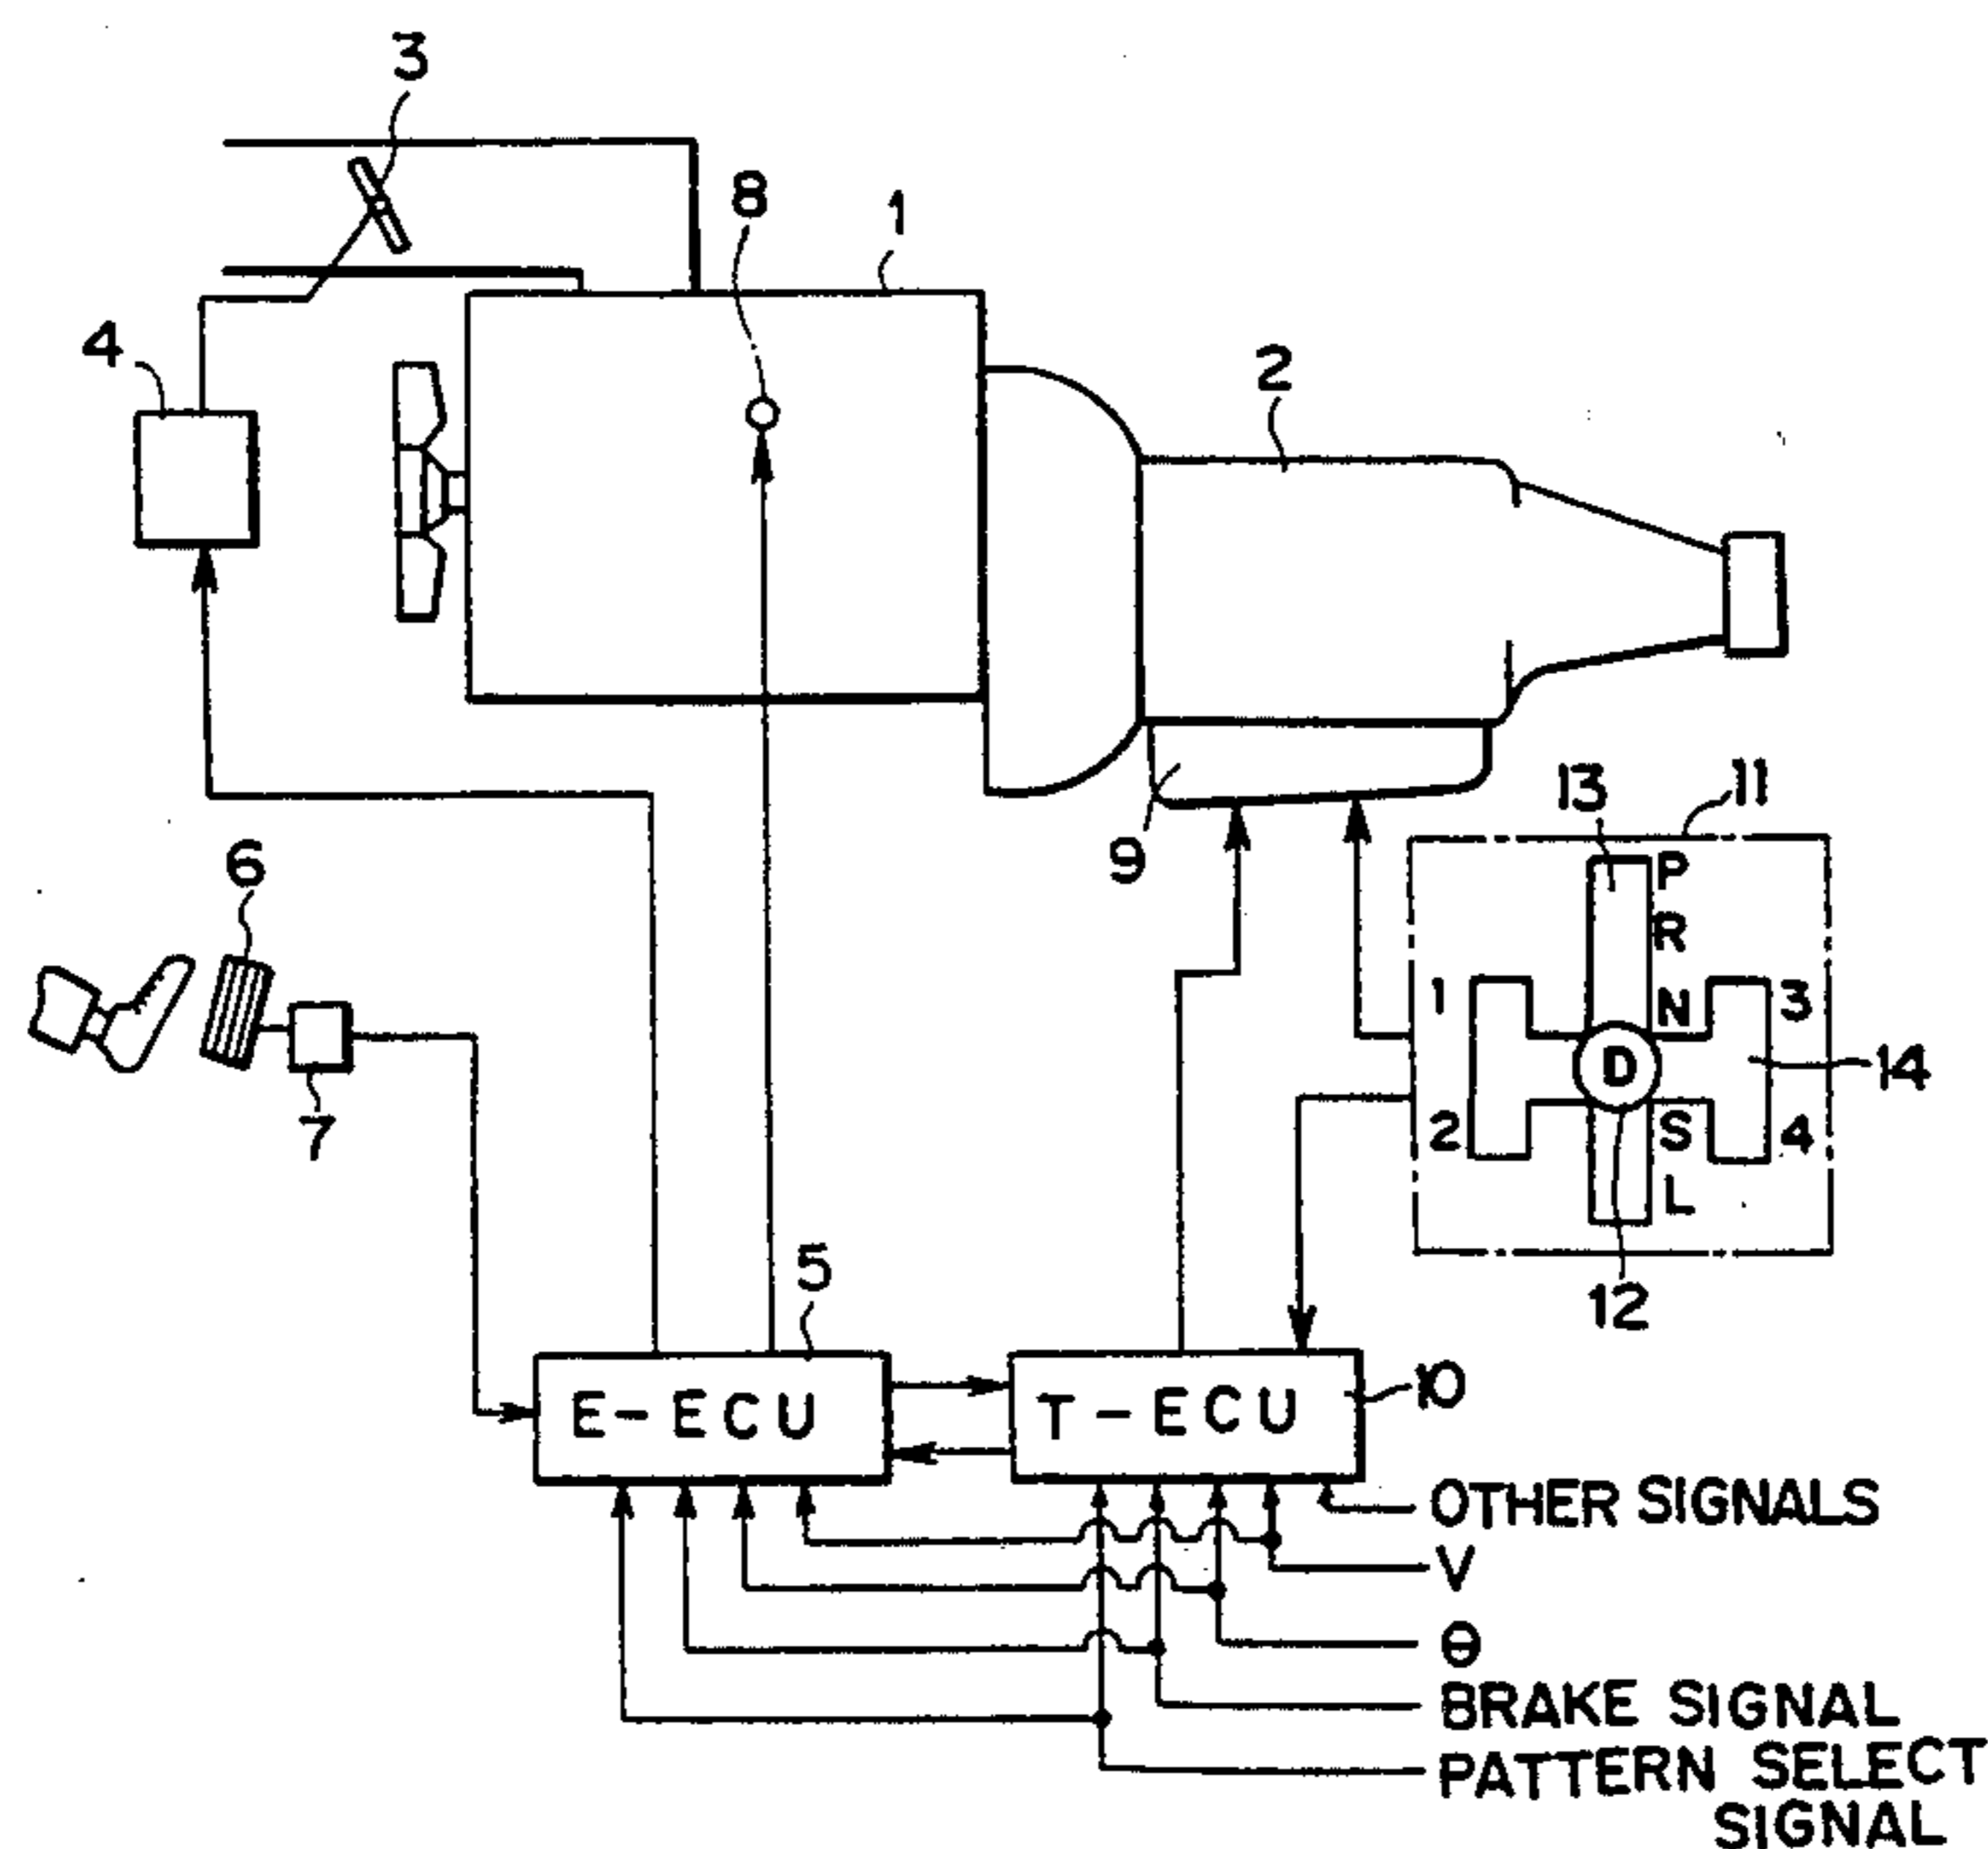 3
8
1
4
2
13
11
9
P
6
R
1
N
3
D
14
2
S
4
7
L
5
12
E-ECU
T-ECU
10
OTHER SIGNALS
V
θ
BRAKE SIGNAL
PATTERN SELECT
SIGNAL